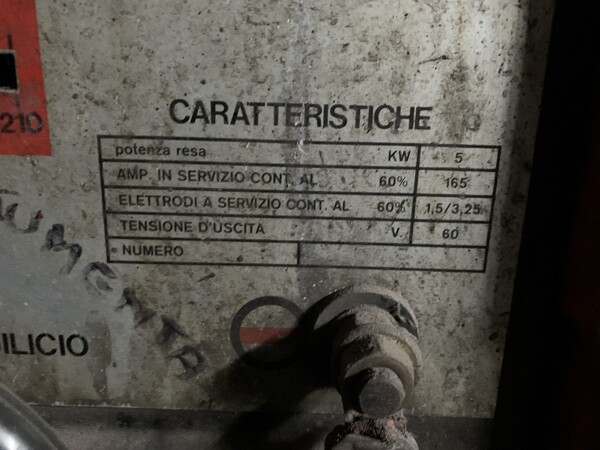 210
CARATTERISTICHE
potenza resa KW 5
AMP. IN SERVIZIO CONT. AL 60% 165
ELETTRODI A SERVIZIO CONT. AL 60% 1,5/3,25
TENSIONE D'USCITA V. 60
• NUMERO
UMENTA
ILICIO